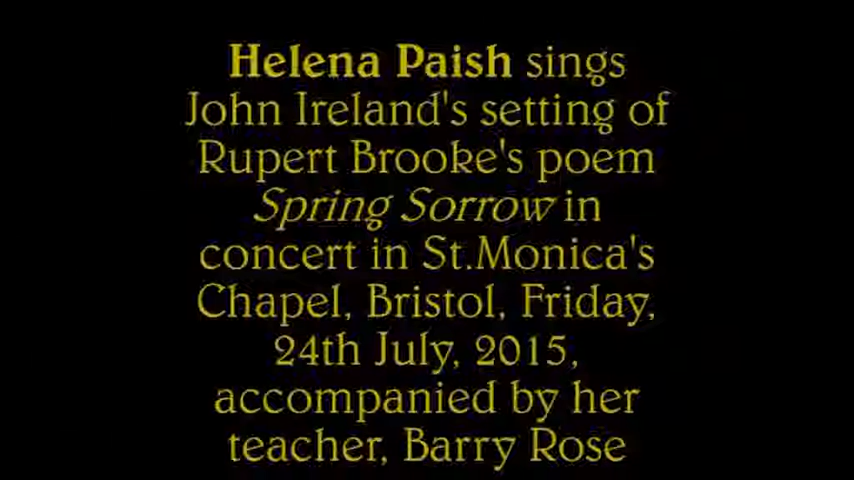 Helena Paish sings
John Ireland's setting of
Rupert Brooke's poem
Spring Sorrow in
concert in St.Monica's
Chapel, Bristol, Friday,
24th July, 2015,
accompanied by her
teacher, Barry Rose